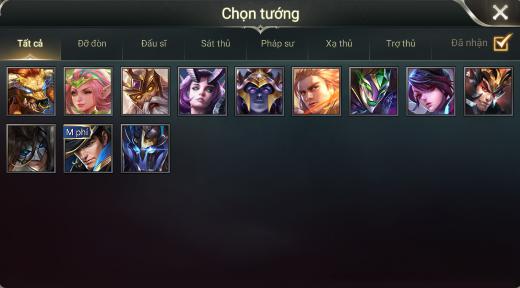 Chọn tướng
Tất cả Đỡ đòn Đấu sĩ Sát thủ Pháp sư Xạ thủ Trợ thủ Đã nhận
M phí